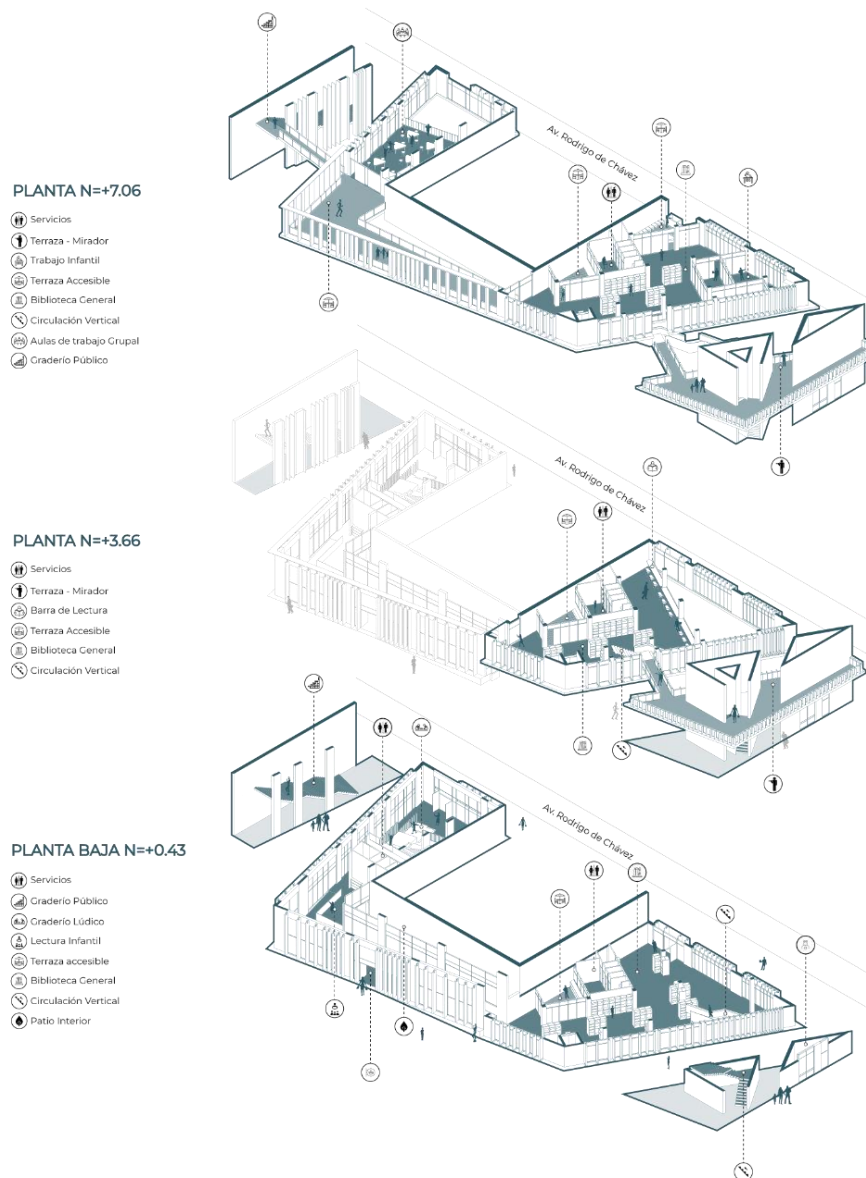 Av. Rodrigo de Chávez
PLANTA N=+7.06
Servicios
Terraza - Mirador
Trabajo Infantil
Terraza Accesible
Biblioteca General
Circulación Vertical
Aulas de trabajo Grupal
Graderío Público
Av. Rodrigo de Chávez
PLANTA N=+3.66
Servicios
Terraza - Mirador
Barra de Lectura
Terraza Accesible
Biblioteca General
Circulación Vertical
Av. Rodrigo de Chávez
PLANTA BAJA N=+0.43
Servicios
Graderío Público
Graderío Lúdico
Lectura Infantil
Terraza accesible
Biblioteca General
Circulación Vertical
Patio Interior